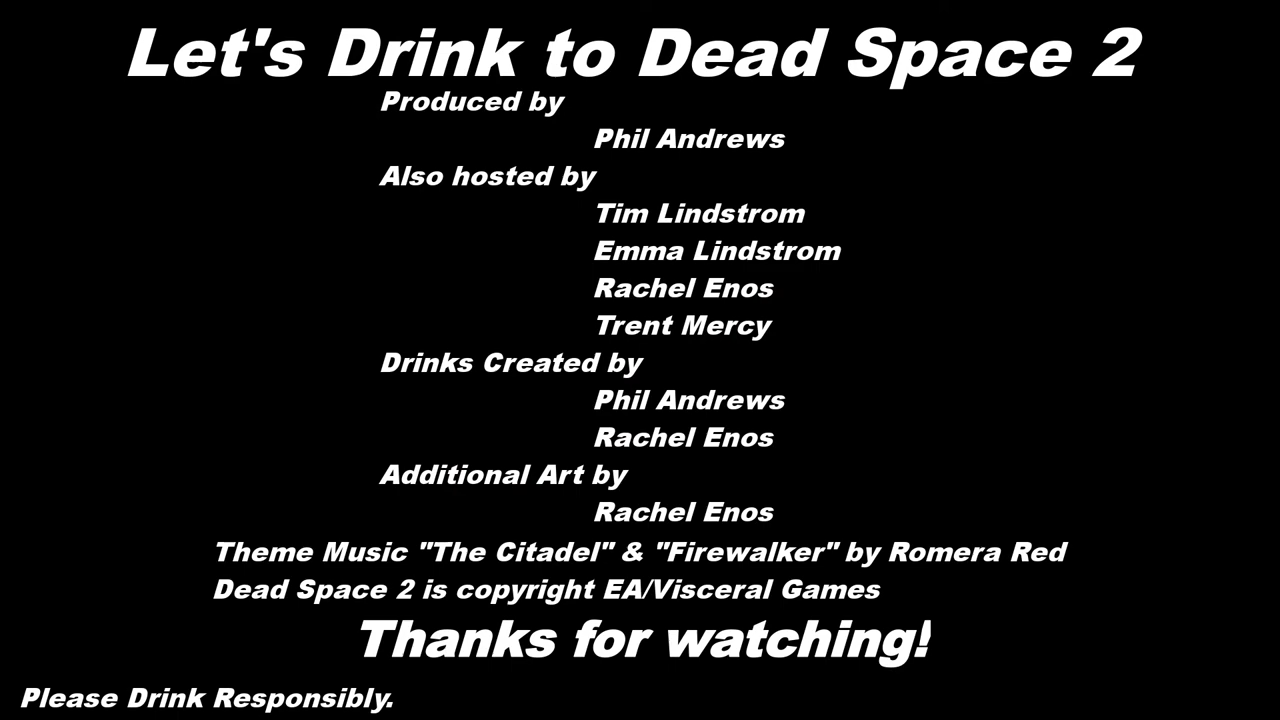 Let's Drink to Dead Space 2
Produced by
Phil Andrews
Also hosted by
Tim Lindstrom
Emma Lindstrom
Rachel Enos
Trent Mercy
Drinks Created by
Phil Andrews
Rachel Enos
Additional Art by
Rachel Enos
Theme Music "The Citadel" & "Firewalker" by Romera Red
Dead Space 2 is copyright EA/Visceral Games
Thanks for watching!
Please Drink Responsibly.